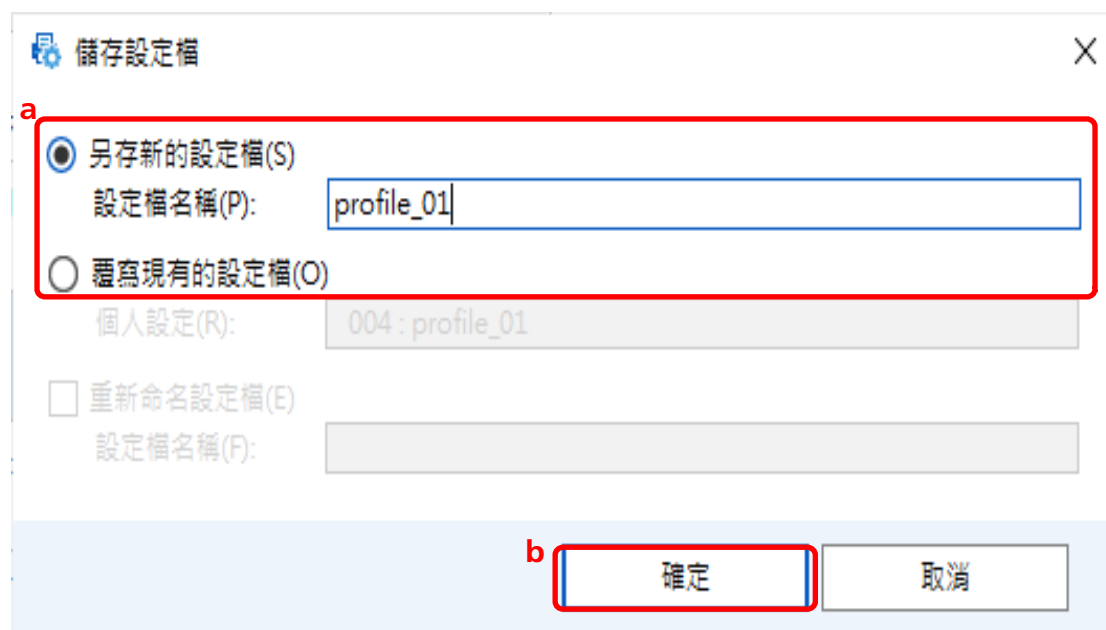 儲存設定檔
a
另存新的設定檔(S)
設定檔名稱(P): profile_01
覆寫現有的設定檔(O)
個人設定(R): 004 : profile_01
重新命名設定檔(E)
設定檔名稱(F):
b
確定 取消